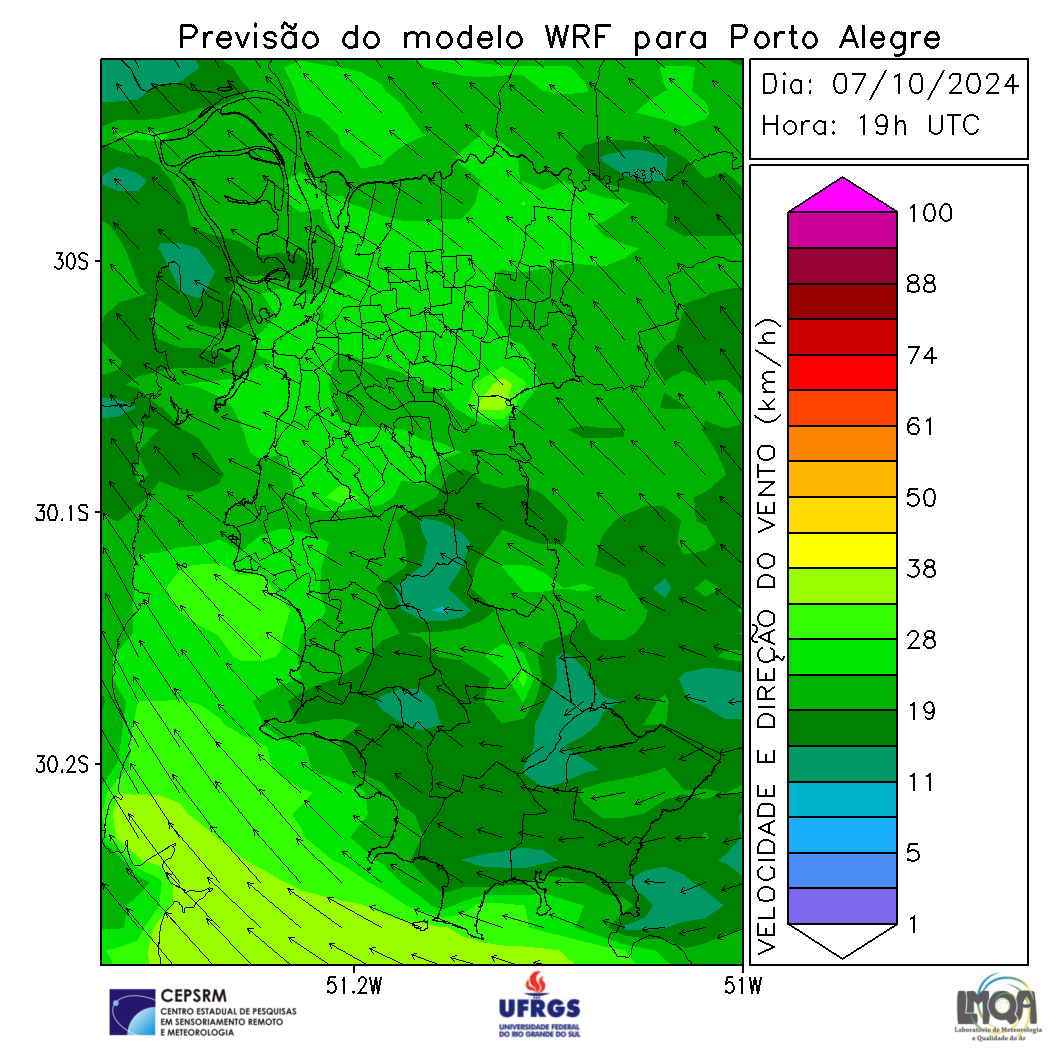 Previsão do modelo WRF para Porto Alegre
Dia: 07/10/2024
Hora: 19h UTC
30S
30.1S
30.2S
51.2W
51W
VELOCIDADE E DIREÇÃO DO VENTO (km/h)
100
88
74
61
50
38
28
19
11
5
1
CEPSRM
CENTRO ESTADUAL DE PESQUISAS
EM SENSORIAMENTO REMOTO
E METEOROLOGIA
UFRGS
UNIVERSIDADE FEDERAL
DO RIO GRANDE DO SUL
LMQA
Laboratório de Meteorologia
e Qualidade do Ar